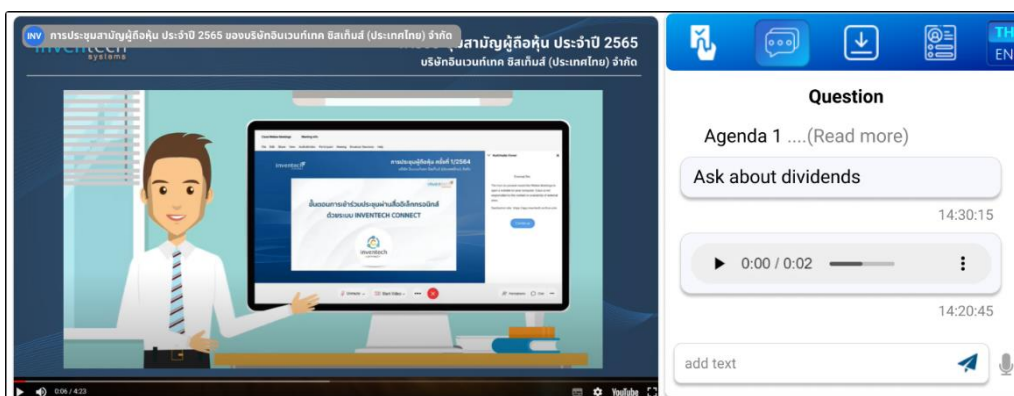 INV การประชุมสามัญผู้ถือหุ้น ประจำปี 2565 ของบริษัทอินเวนท์เทค ซิสเท็มส์ (ประเทศไทย) จำกัด
systems
ประจำปี 2565
บริษัทอินเวนท์เทค ซิสเท็มส์ (ประเทศไทย) จำกัด
inventech
การประชุมผู้ถือหุ้น ครั้งที่ 1/2564
inventech
ขั้นตอนการเข้าร่วมประชุมผ่านสื่ออิเล็กทรอนิกส์
ด้วยระบบ INVENTECH CONNECT
inventech
0:06 / 4:23
YouTube
TH
EN
Question
Agenda 1 ....(Read more)
Ask about dividends
14:30:15
0:00 / 0:02
14:20:45
add text